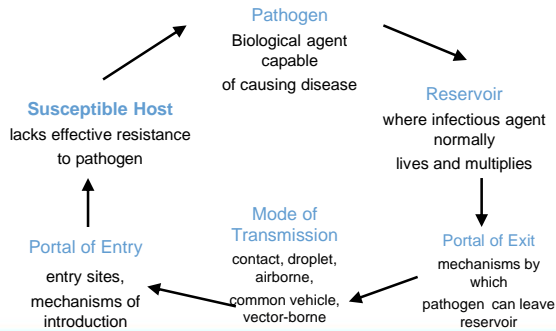 Pathogen
Biological agent
capable
of causing disease
Reservoir
where infectious agent
normally
lives and multiplies
Portal of Exit
mechanisms by
which
pathogen can leave
reservoir
Mode of
Transmission
contact, droplet,
airborne,
common vehicle,
vector-borne
Portal of Entry
entry sites,
mechanisms of
introduction
Susceptible Host
lacks effective resistance
to pathogen